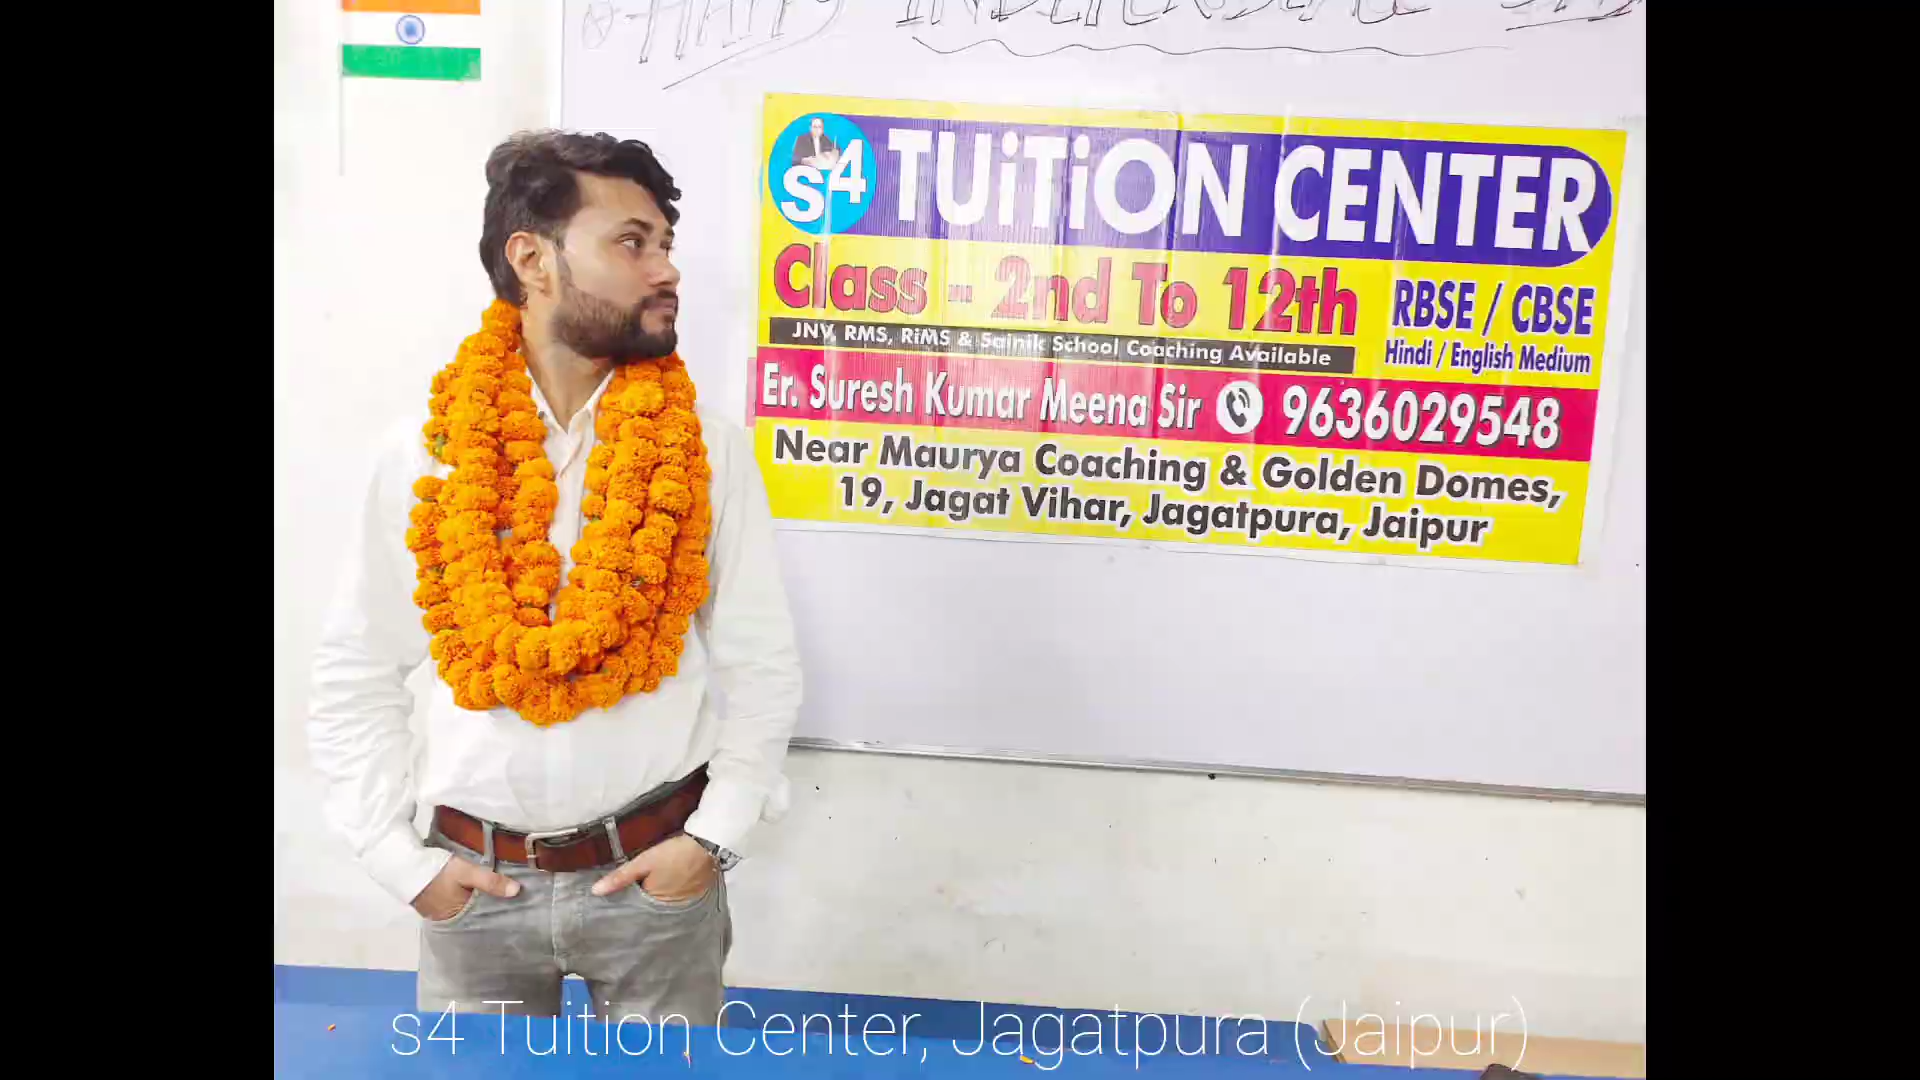 HAPPY INDEPENDENCE
S4 TUiTiON CENTER
Class - 2nd To 12th
RBSE / CBSE
JNV, RMS, RiMS & Sainik School Coaching Available
Hindi / English Medium
Er. Suresh Kumar Meena Sir 9636029548
Near Maurya Coaching & Golden Domes,
19, Jagat Vihar, Jagatpura, Jaipur
s4 Tuition Center, Jagatpura (Jaipur)